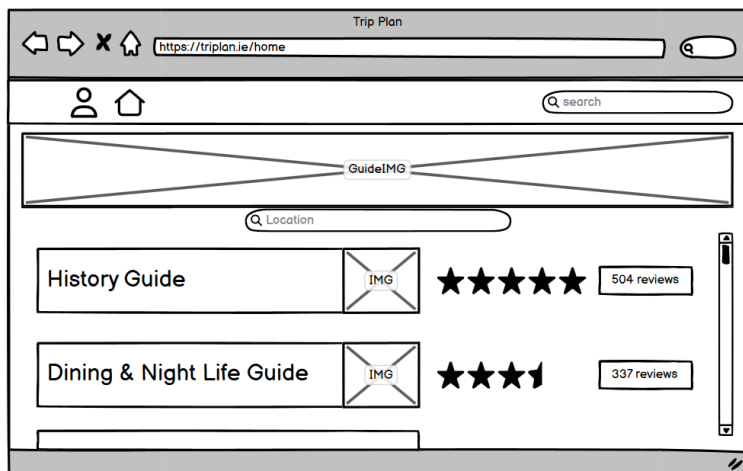 Trip Plan
https://triplan.ie/home
search
GuideIMG
Location
History Guide
IMG
504 reviews
Dining & Night Life Guide
IMG
337 reviews